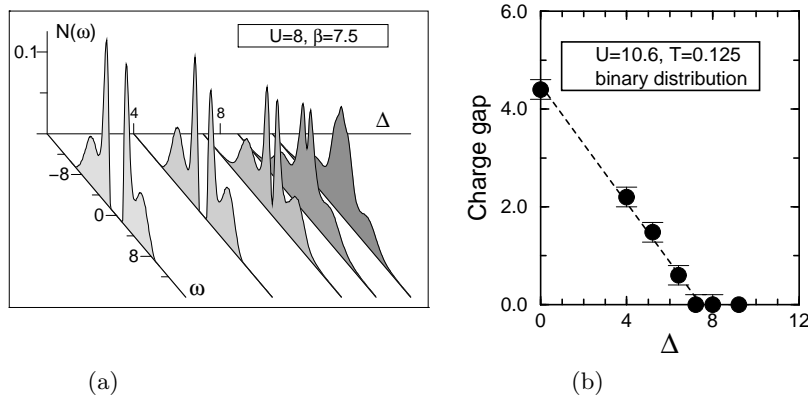 N(ω)
U=8, β=7.5
0.1
4
8
Δ
−8
0
8
ω
(a)
6.0
U=10.6, T=0.125
binary distribution
4.0
Charge gap
2.0
0.0
0
4
8
12
Δ
(b)